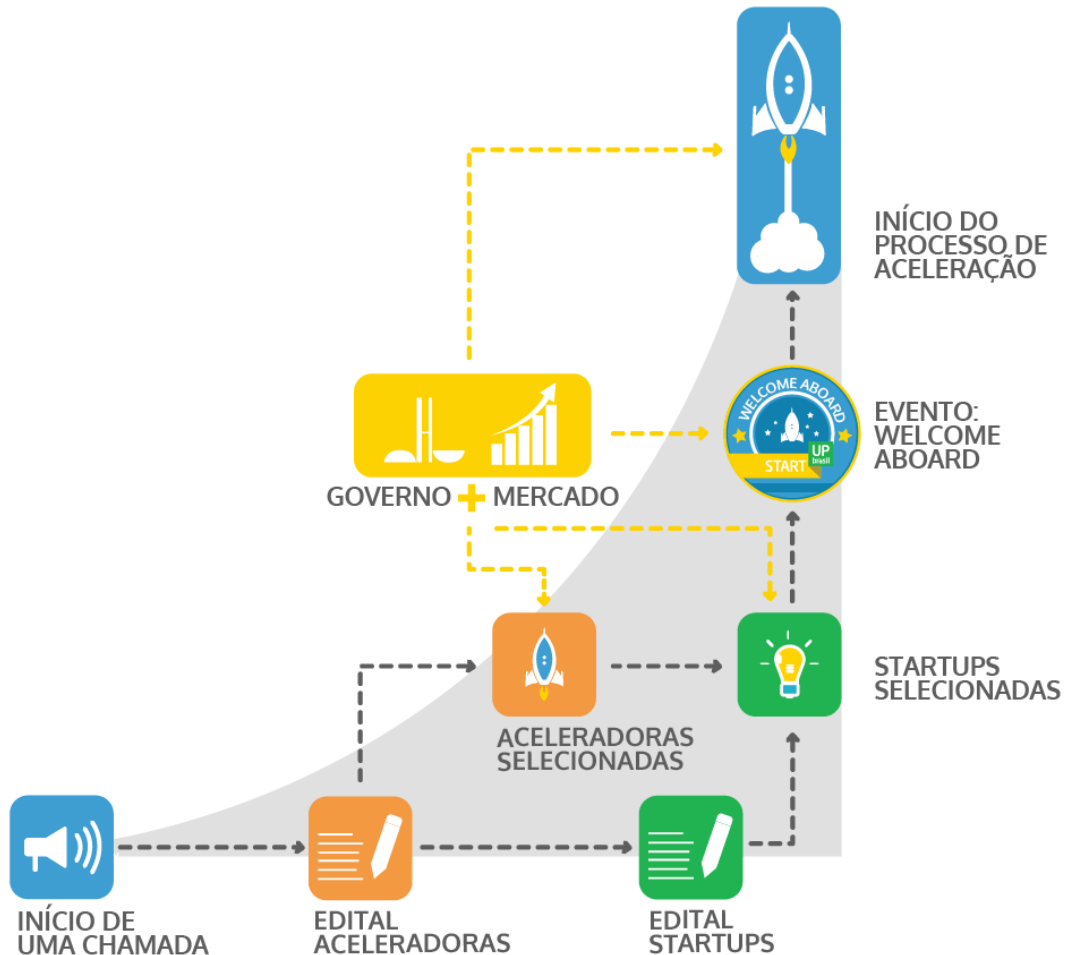 INÍCIO DO
PROCESSO DE
ACELERAÇÃO
WELCOME ABOARD
START
UP
brasil
EVENTO:
WELCOME
ABOARD
GOVERNO + MERCADO
STARTUPS
SELECIONADAS
ACELERADORAS
SELECIONADAS
INÍCIO DE
UMA CHAMADA
EDITAL
ACELERADORAS
EDITAL
STARTUPS